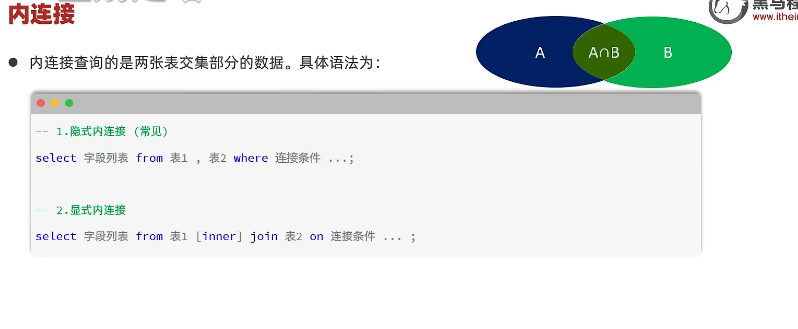 内连接
www.ithei
A
A∩B
B
内连接查询的是两张表交集部分的数据。具体语法为：
-- 1.隐式内连接 (常见)
select 字段列表 from 表1 , 表2 where 连接条件 ...;
-- 2.显式内连接
select 字段列表 from 表1 [inner] join 表2 on 连接条件 ... ;